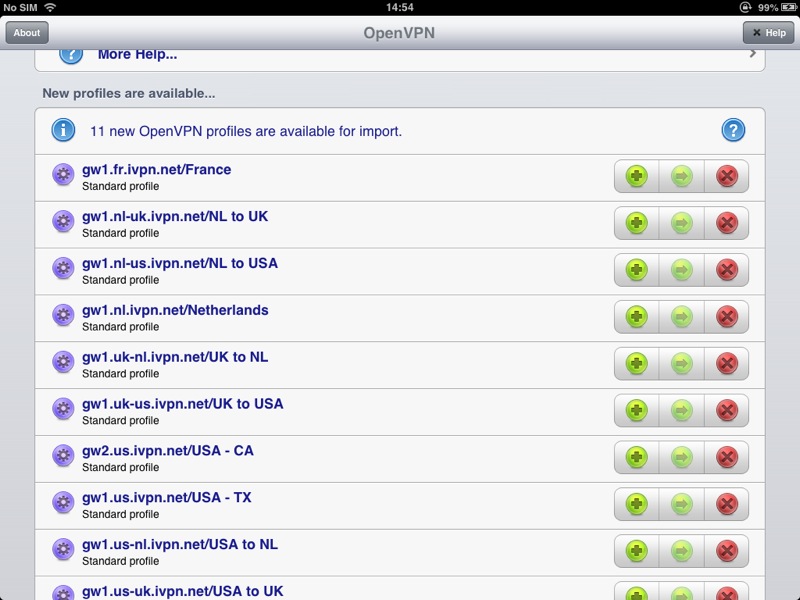 No SIM 14:54 99%
About OpenVPN Help
More Help...
New profiles are available...
11 new OpenVPN profiles are available for import.
gw1.fr.ivpn.net/France
Standard profile
gw1.nl-uk.ivpn.net/NL to UK
Standard profile
gw1.nl-us.ivpn.net/NL to USA
Standard profile
gw1.nl.ivpn.net/Netherlands
Standard profile
gw1.uk-nl.ivpn.net/UK to NL
Standard profile
gw1.uk-us.ivpn.net/UK to USA
Standard profile
gw2.us.ivpn.net/USA - CA
Standard profile
gw1.us.ivpn.net/USA - TX
Standard profile
gw1.us-nl.ivpn.net/USA to NL
Standard profile
gw1.us-uk.ivpn.net/USA to UK